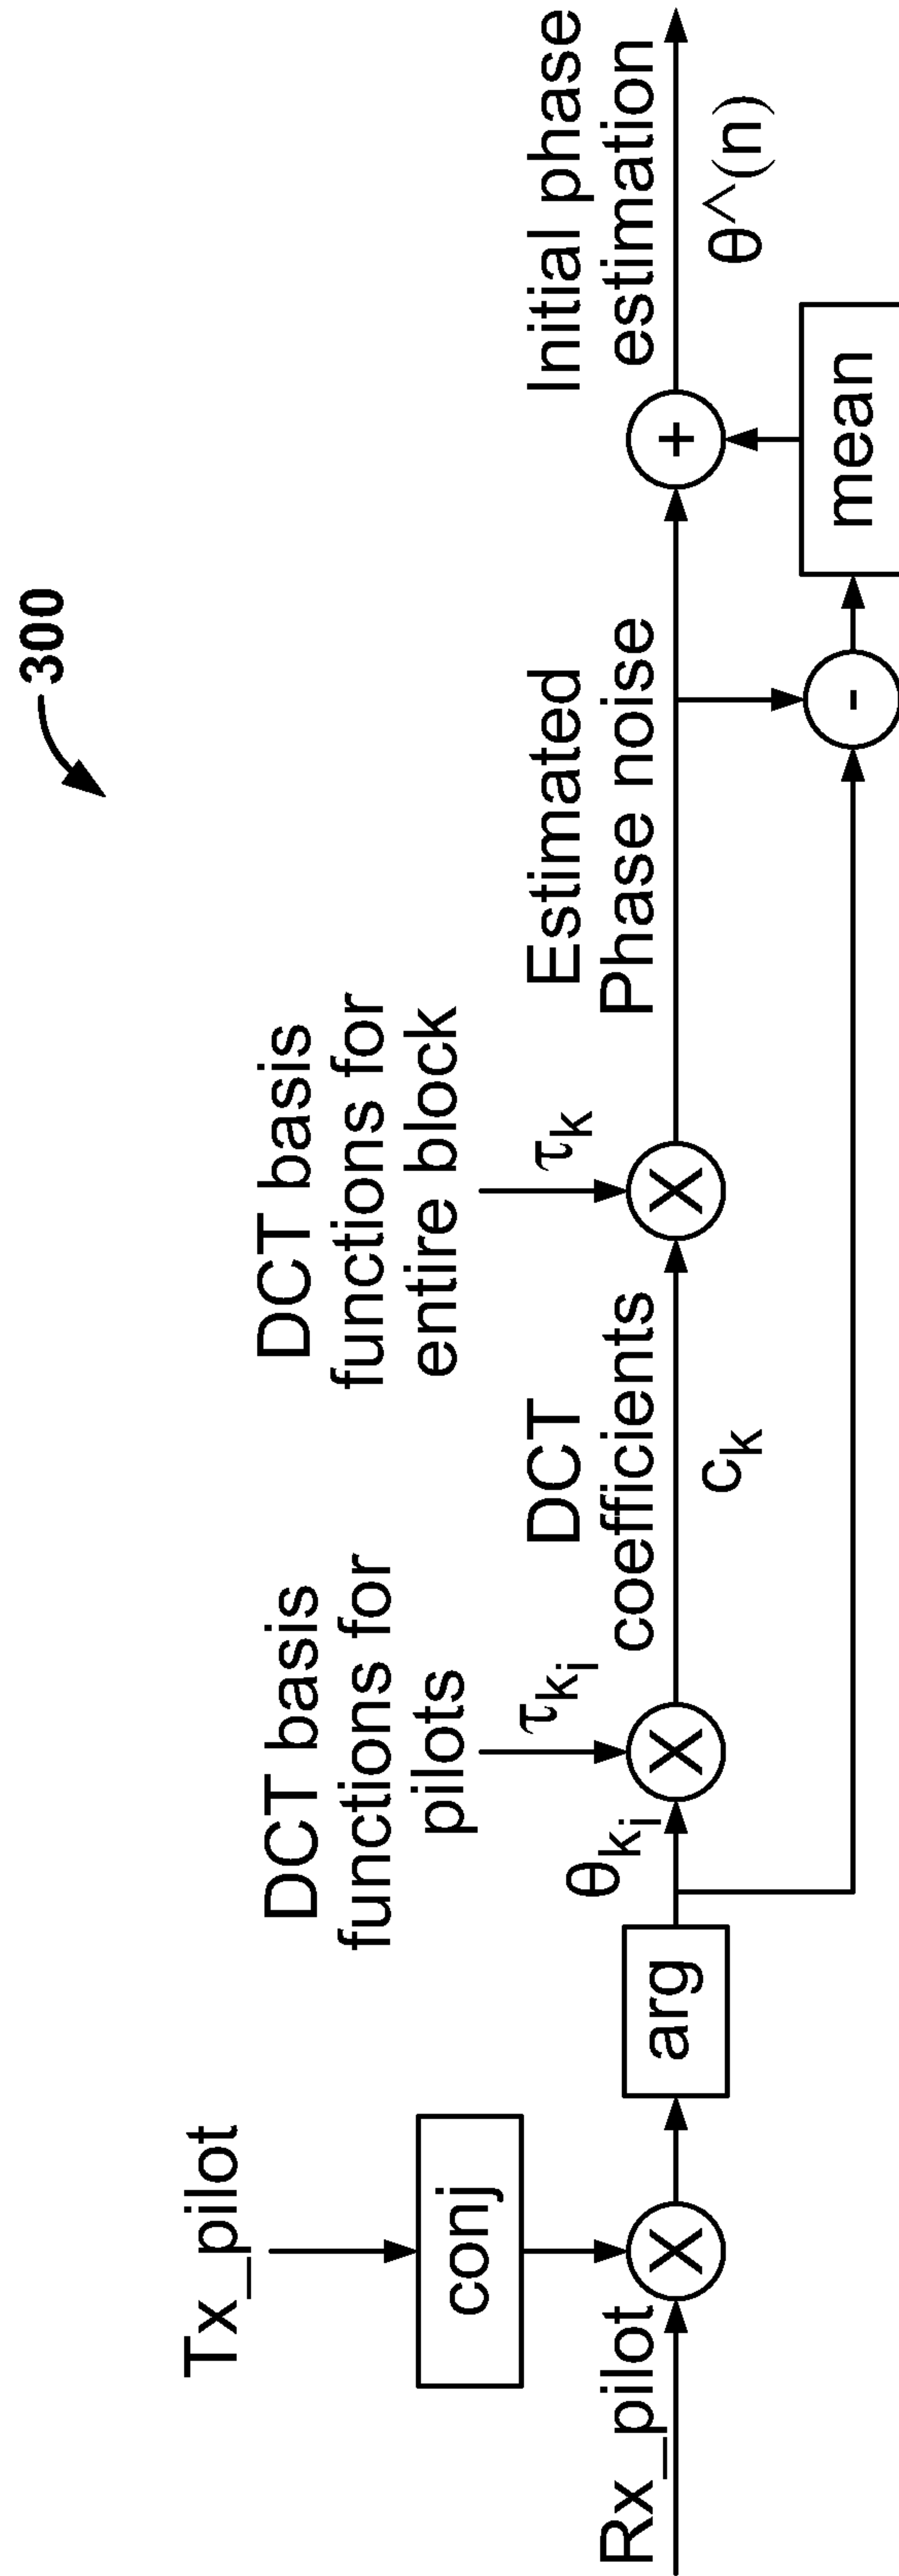 300
Tx_pilot
conj
Rx_pilot
X
arg
θkᵢ
DCT basis
functions for
pilots
τkᵢ
X
DCT
coefficients
cₖ
DCT basis
functions for
entire block
τₖ
X
Estimated
Phase noise
-
mean
+
Initial phase
estimation
θ^(n)